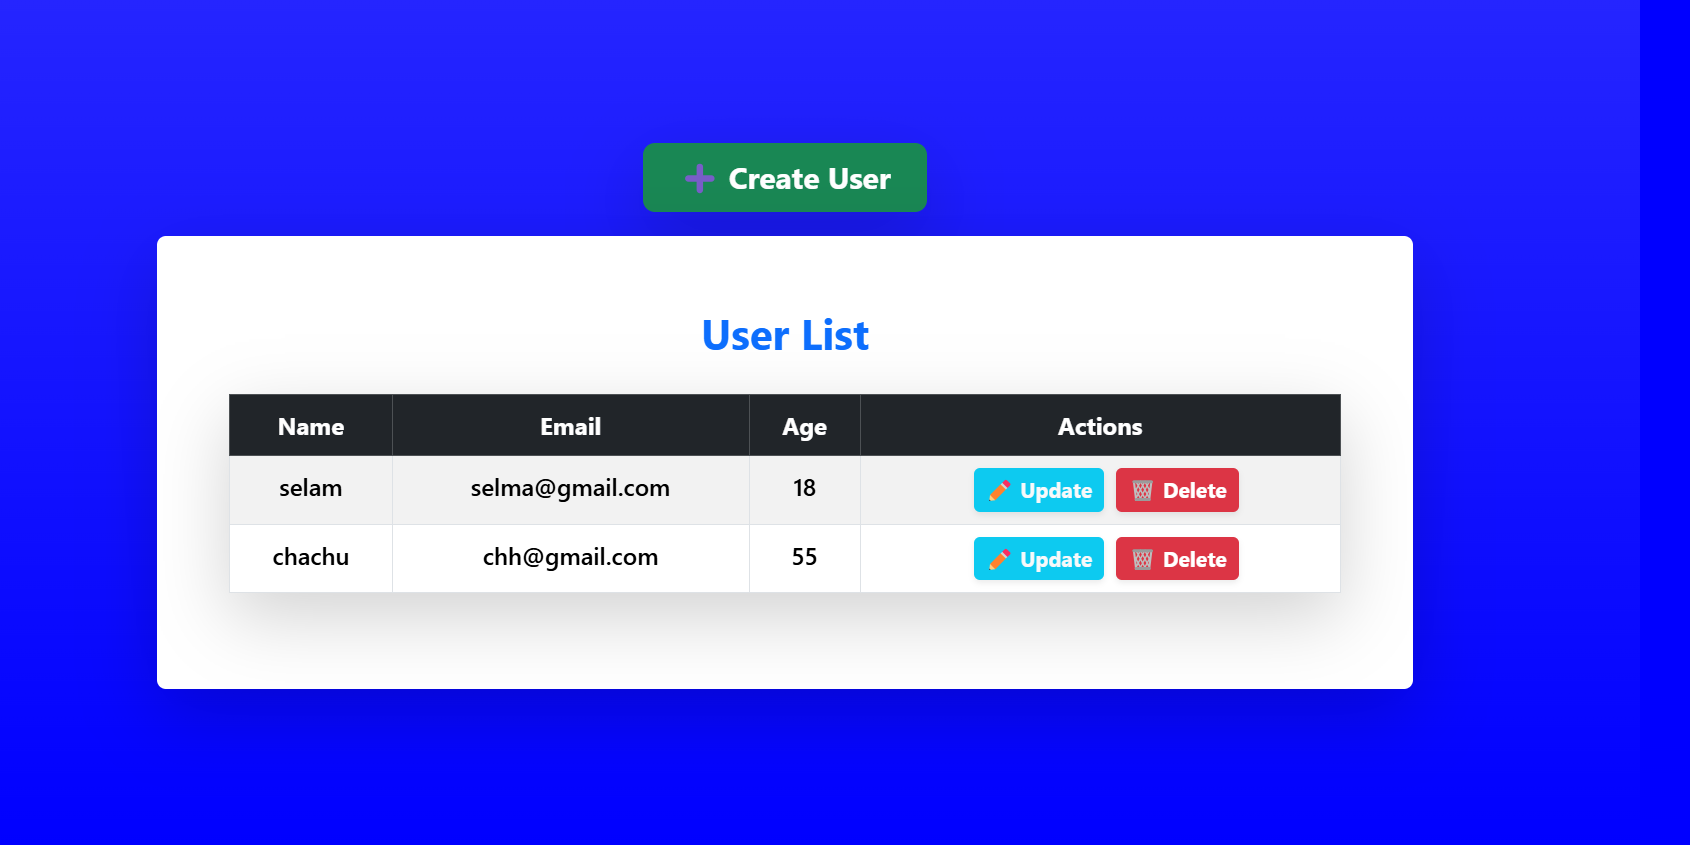 Create User
User List
Name Email Age Actions
selam selma@gmail.com 18 Update Delete
chachu chh@gmail.com 55 Update Delete